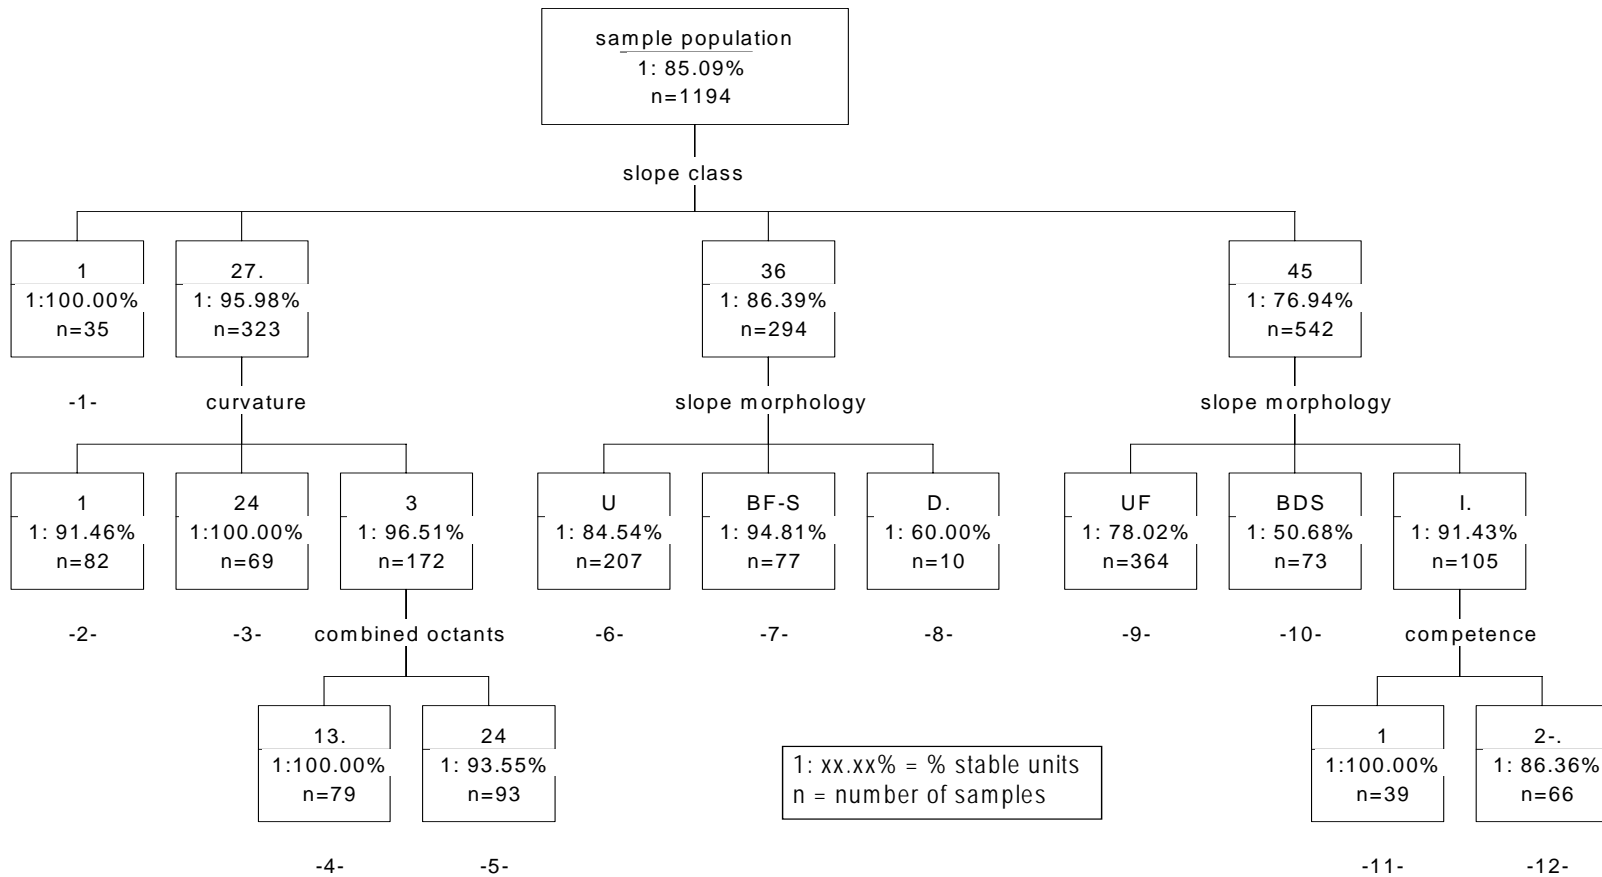 sample population
1: 85.09%
n=1194
slope class
1
1:100.00%
n=35
27.
1: 95.98%
n=323
36
1: 86.39%
n=294
45
1: 76.94%
n=542
-1-
curvature
slope morphology
slope morphology
1
1: 91.46%
n=82
24
1:100.00%
n=69
3
1: 96.51%
n=172
U
1: 84.54%
n=207
BF-S
1: 94.81%
n=77
D.
1: 60.00%
n=10
UF
1: 78.02%
n=364
BDS
1: 50.68%
n=73
I.
1: 91.43%
n=105
-2-
-3-
combined octants
-6-
-7-
-8-
-9-
-10-
competence
13.
1:100.00%
n=79
24
1: 93.55%
n=93
1: xx.xx% = % stable units
n = number of samples
1
1:100.00%
n=39
2-.
1: 86.36%
n=66
-4-
-5-
-11-
-12-